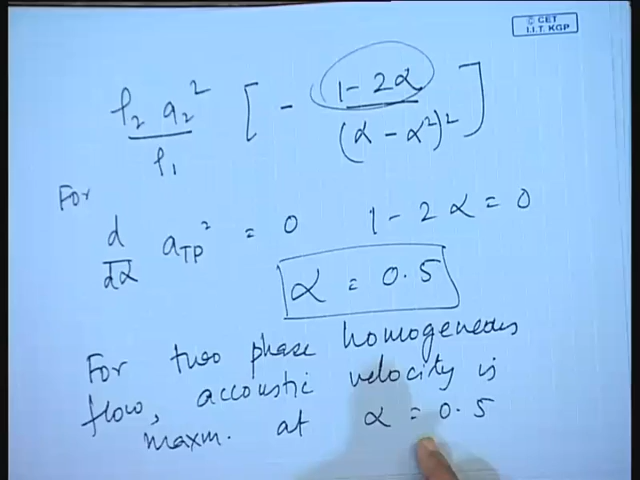 © CET
I.I.T. KGP
ρ₂ a₂² / ρ₁ [ - (1 - 2α) / (α - α²)² ]
For
d/dα a_TP² = 0   1 - 2α = 0
α = 0.5
For two phase homogeneous
flow, accoustic velocity is
maxm. at α = 0.5